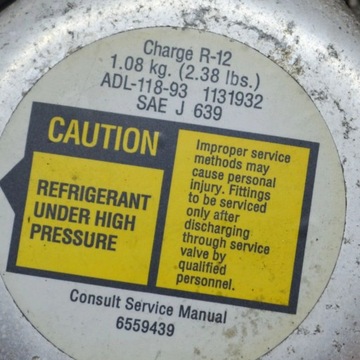 Charge R-12
1.08 kg. (2.38 lbs.)
ADL-118-93 1131932
SAE J 639
CAUTION
REFRIGERANT
UNDER HIGH
PRESSURE
Improper service
methods may
cause personal
injury. Fittings
to be serviced
only after
discharging
through service
valve by
qualified
personnel.
Consult Service Manual
6559439